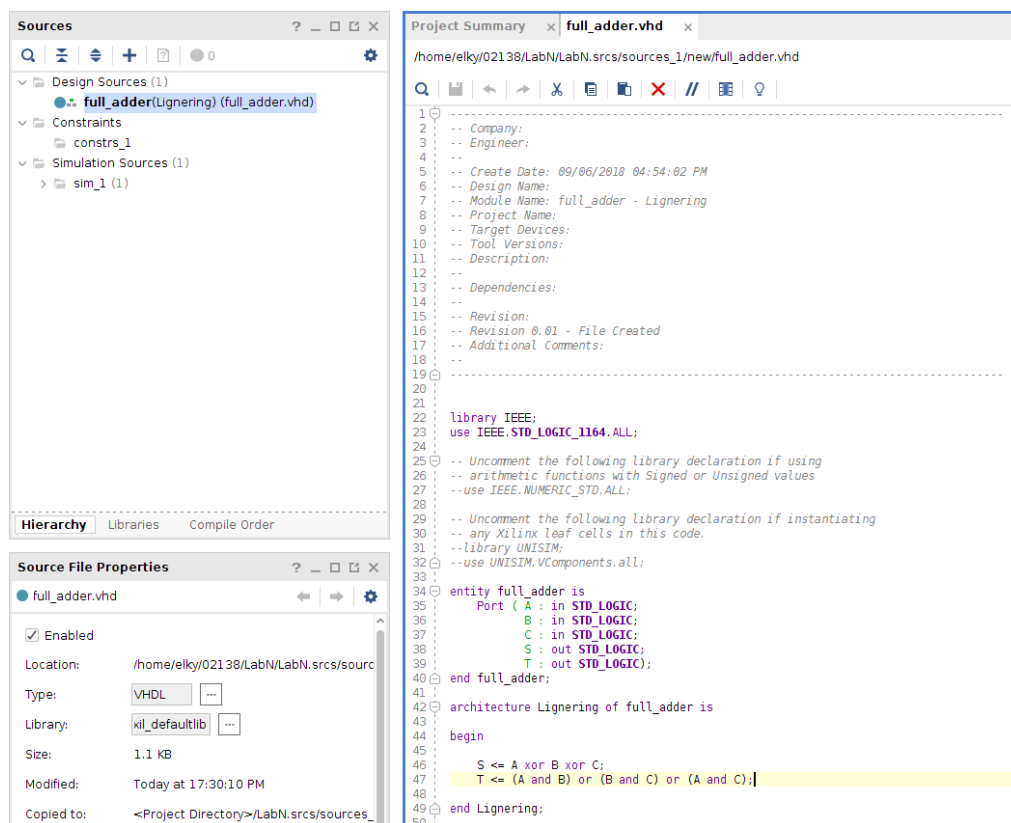 Sources
? _
0
Design Sources (1)
full_adder(Lignering) (full_adder.vhd)
Constraints
constrs_1
Simulation Sources (1)
sim_1 (1)
Hierarchy Libraries Compile Order
Source File Properties
? _
full_adder.vhd
Enabled
Location: /home/elky/02138/LabN/LabN.srcs/sourc
Type: VHDL ...
Library: xil_defaultlib ...
Size: 1.1 KB
Modified: Today at 17:30:10 PM
Copied to: <Project Directory>/LabN.srcs/sources_
Project Summary × full_adder.vhd ×
/home/elky/02138/LabN/LabN.srcs/sources_1/new/full_adder.vhd
1 ----------------------------------------------------------------------------------
2 -- Company:
3 -- Engineer:
4 --
5 -- Create Date: 09/06/2018 04:54:02 PM
6 -- Design Name:
7 -- Module Name: full_adder - Lignering
8 -- Project Name:
9 -- Target Devices:
10 -- Tool Versions:
11 -- Description:
12 --
13 -- Dependencies:
14 --
15 -- Revision:
16 -- Revision 0.01 - File Created
17 -- Additional Comments:
18 --
19 ----------------------------------------------------------------------------------
20
21
22 library IEEE;
23 use IEEE.STD_LOGIC_1164.ALL;
24
25 -- Uncomment the following library declaration if using
26 -- arithmetic functions with Signed or Unsigned values
27 --use IEEE.NUMERIC_STD.ALL;
28
29 -- Uncomment the following library declaration if instantiating
30 -- any Xilinx leaf cells in this code.
31 --library UNISIM;
32 --use UNISIM.VComponents.all;
33
34 entity full_adder is
35 Port ( A : in STD_LOGIC;
36 B : in STD_LOGIC;
37 C : in STD_LOGIC;
38 S : out STD_LOGIC;
39 T : out STD_LOGIC);
40 end full_adder;
41
42 architecture Lignering of full_adder is
43
44 begin
45
46 S <= A xor B xor C;
47 T <= (A and B) or (B and C) or (A and C);
48
49 end Lignering;
50